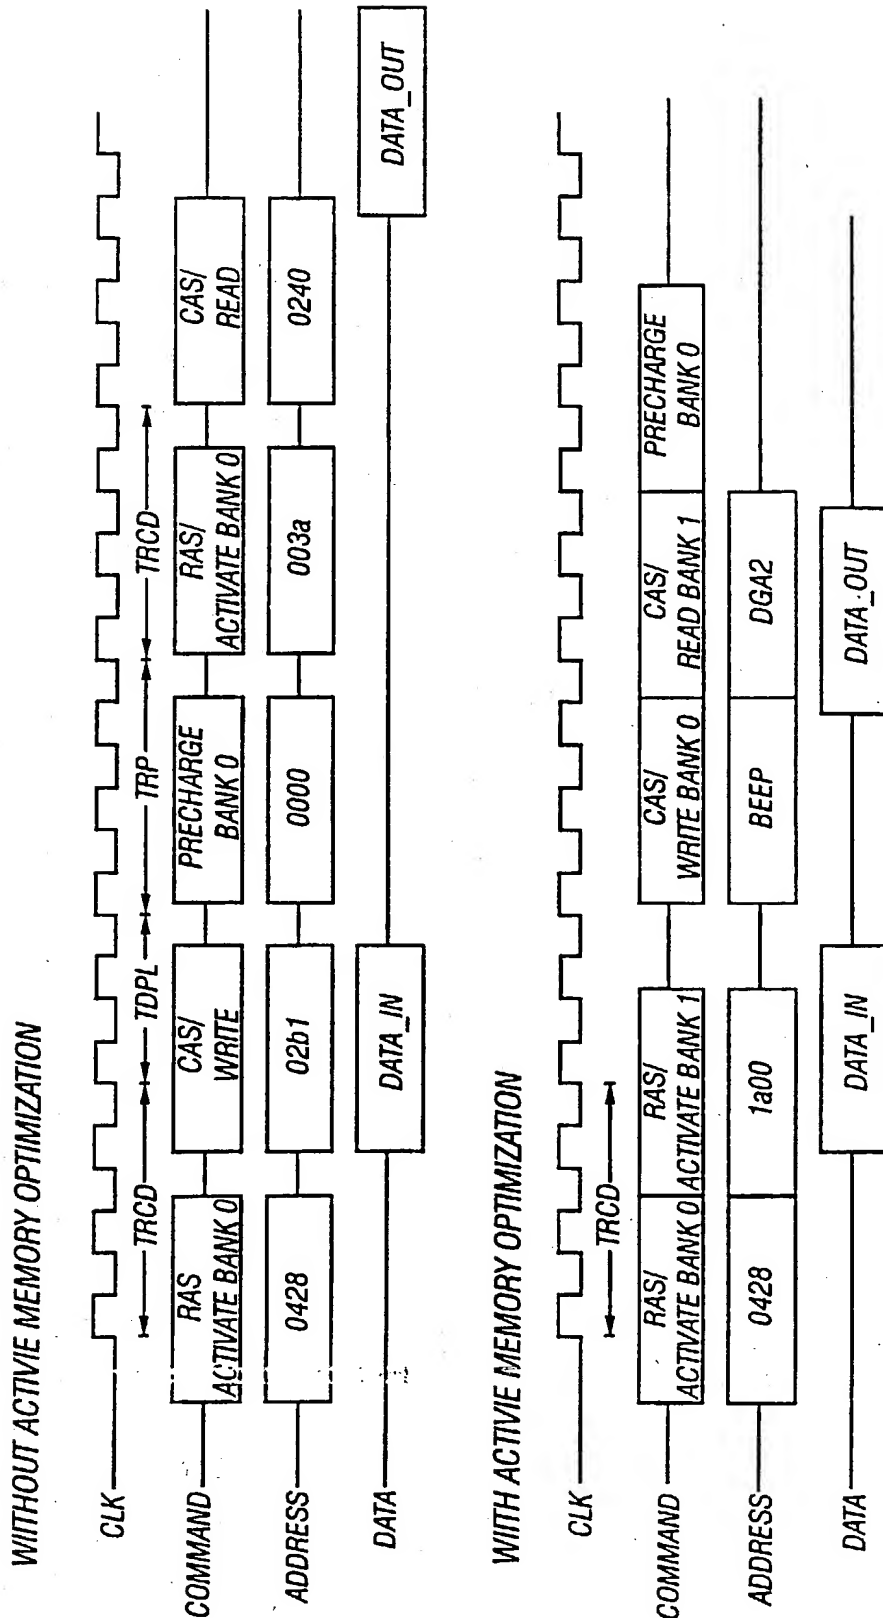 WIITHOUT ACTIVIE MEMORY OPTIMIZATION
CLK
TRCD
TDPL
TRP
TRCD
COMMAND
RAS
ACTIVATE BANK 0
CAS/
WRITE
PRECHARGE
BANK 0
RAS/
ACTIVATE BANK 0
CAS/
READ
ADDRESS
0428
02b1
0000
003a
0240
DATA
DATA_IN
DATA_OUT
WIITH ACTIVIE MEMORY OPTIMIZATION
CLK
TRCD
COMMAND
RAS/
ACTIVATE BANK 0
RAS/
ACTIVATE BANK 1
CAS/
WRITE BANK 0
CAS/
READ BANK 1
PRECHARGE
BANK 0
ADDRESS
0428
1a00
BEEP
DGA2
DATA
DATA_IN
DATA_OUT